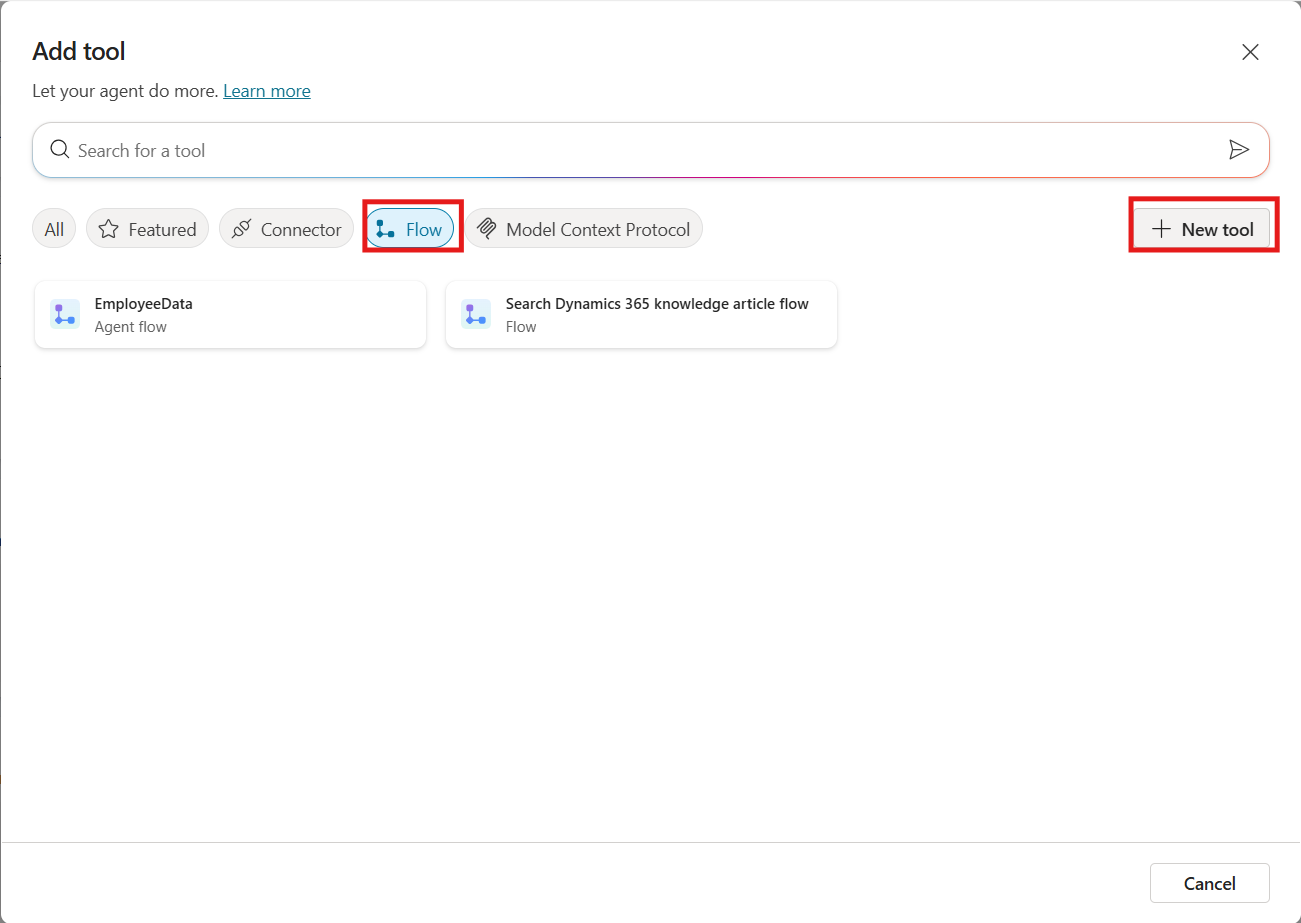 Add tool
Let your agent do more. Learn more
Search for a tool
All
Featured
Connector
Flow
Model Context Protocol
New tool
EmployeeData
Agent flow
Search Dynamics 365 knowledge article flow
Flow
Cancel